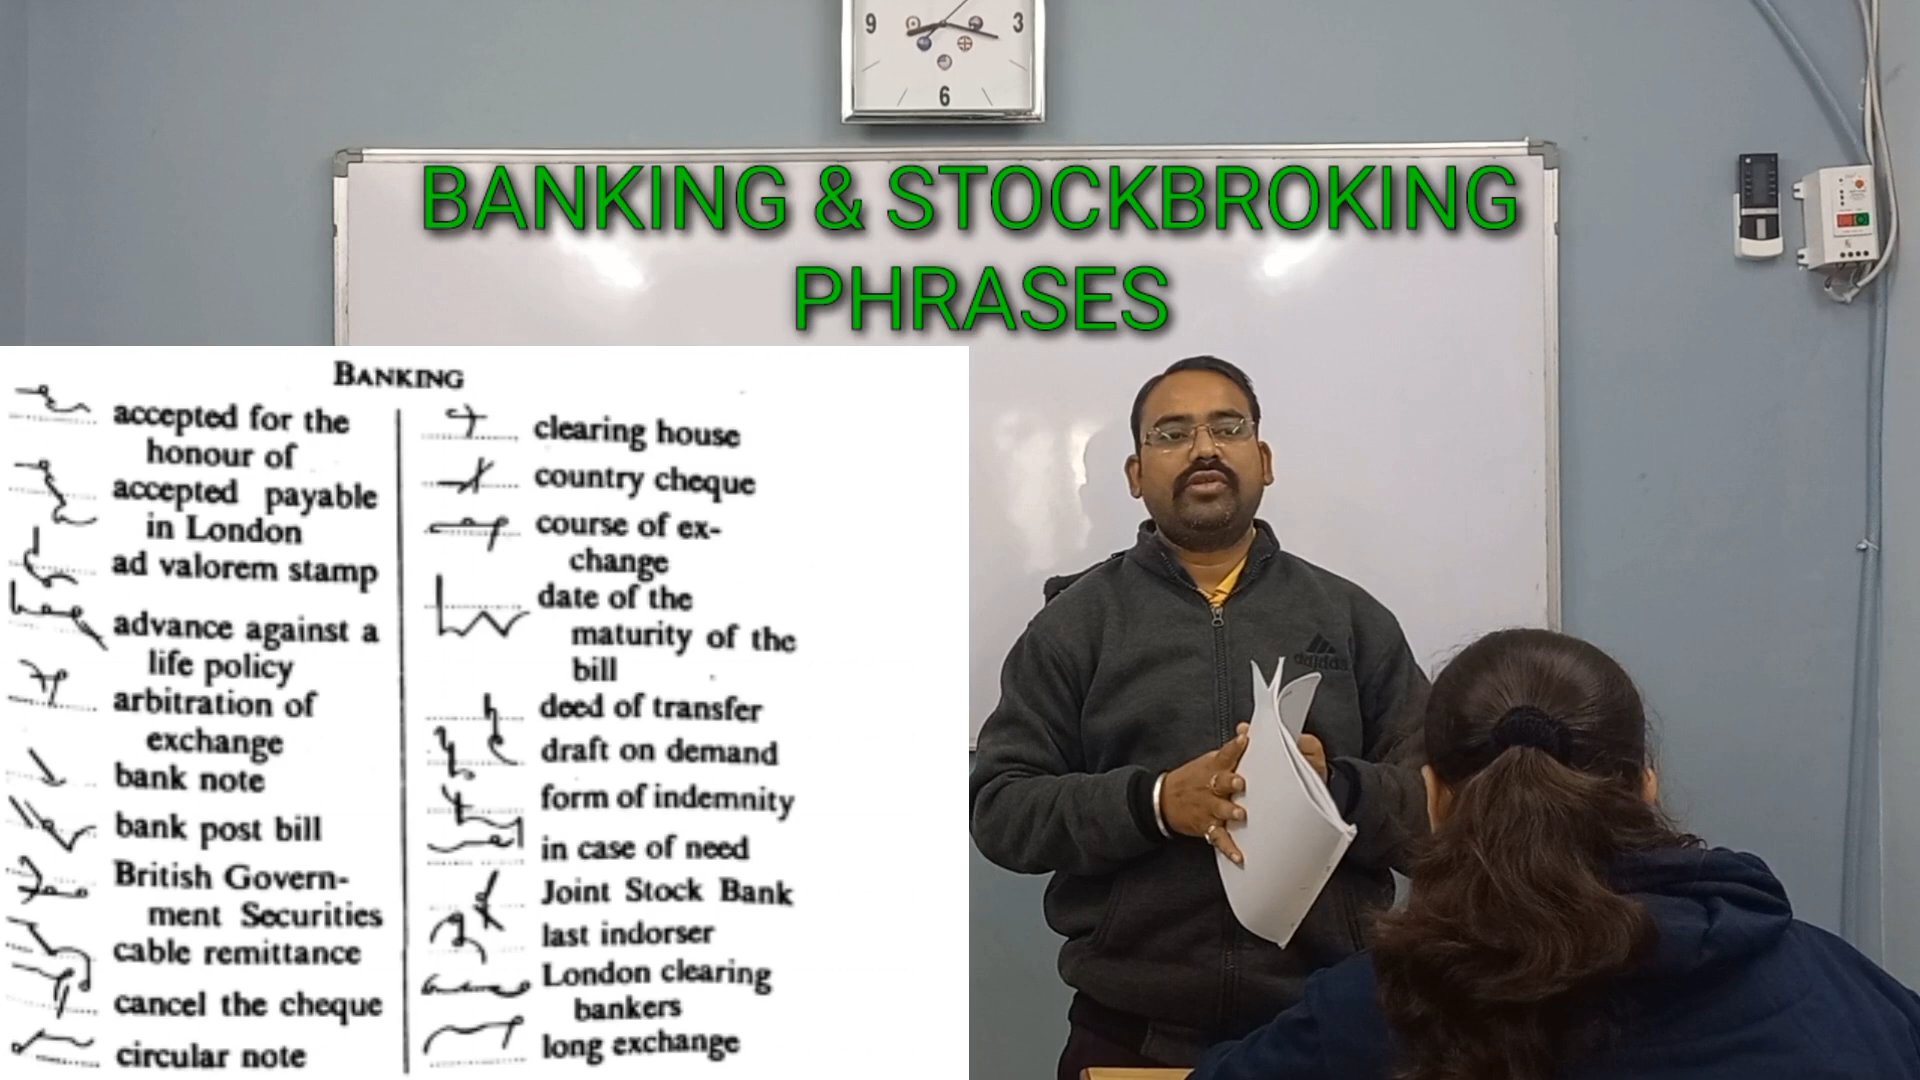 9
3
6
BANKING & STOCKBROKING
PHRASES
BANKING
accepted for the
honour of
accepted payable
in London
ad valorem stamp
advance against a
life policy
arbitration of
exchange
bank note
bank post bill
British Govern-
ment Securities
cable remittance
cancel the cheque
circular note
clearing house
country cheque
course of ex-
change
date of the
maturity of the
bill
deed of transfer
draft on demand
form of indemnity
in case of need
Joint Stock Bank
last indorser
London clearing
bankers
long exchange
adidas